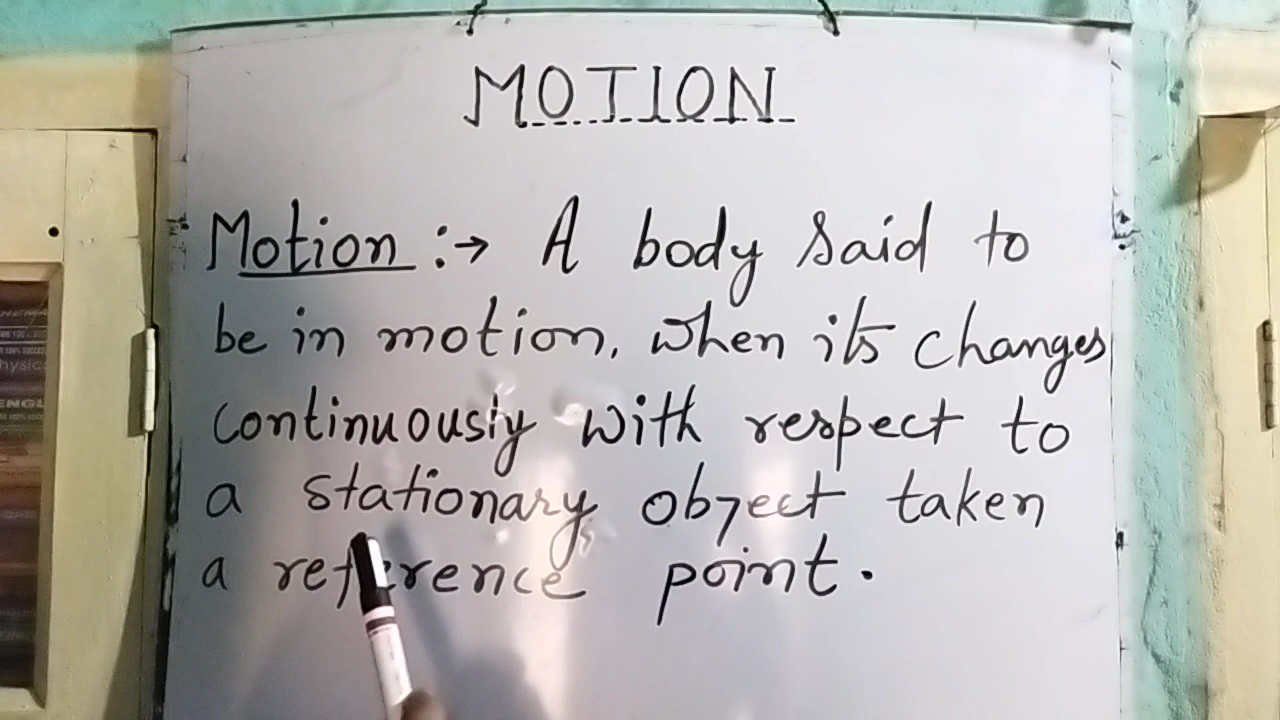 MOTION
Motion :→ A body said to
be in motion, when its changes
continuously with respect to
a stationary object taken
a reference point.